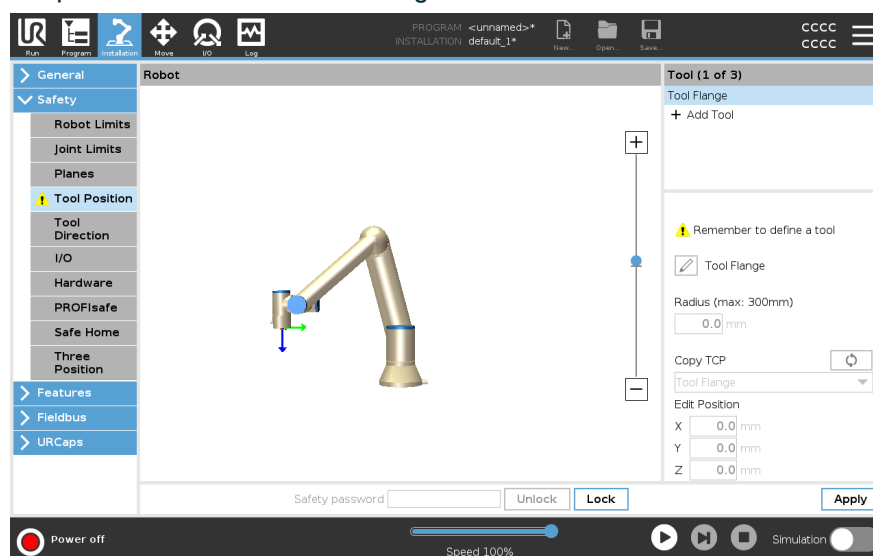 PROGRAM <unnamed>*
INSTALLATION default_1*
New... Open... Save...
CCCC
CCCC
Run Program Installation Move I/O Log
General
Safety
Robot Limits
Joint Limits
Planes
Tool Position
Tool
Direction
I/O
Hardware
PROFIsafe
Safe Home
Three
Position
Features
Fieldbus
URCaps
Robot
Tool (1 of 3)
Tool Flange
+ Add Tool
Remember to define a tool
Tool Flange
Radius (max: 300mm)
0.0 mm
Copy TCP
Tool Flange
Edit Position
X 0.0 mm
Y 0.0 mm
Z 0.0 mm
Safety password Unlock Lock Apply
Power off
Speed 100%
Simulation